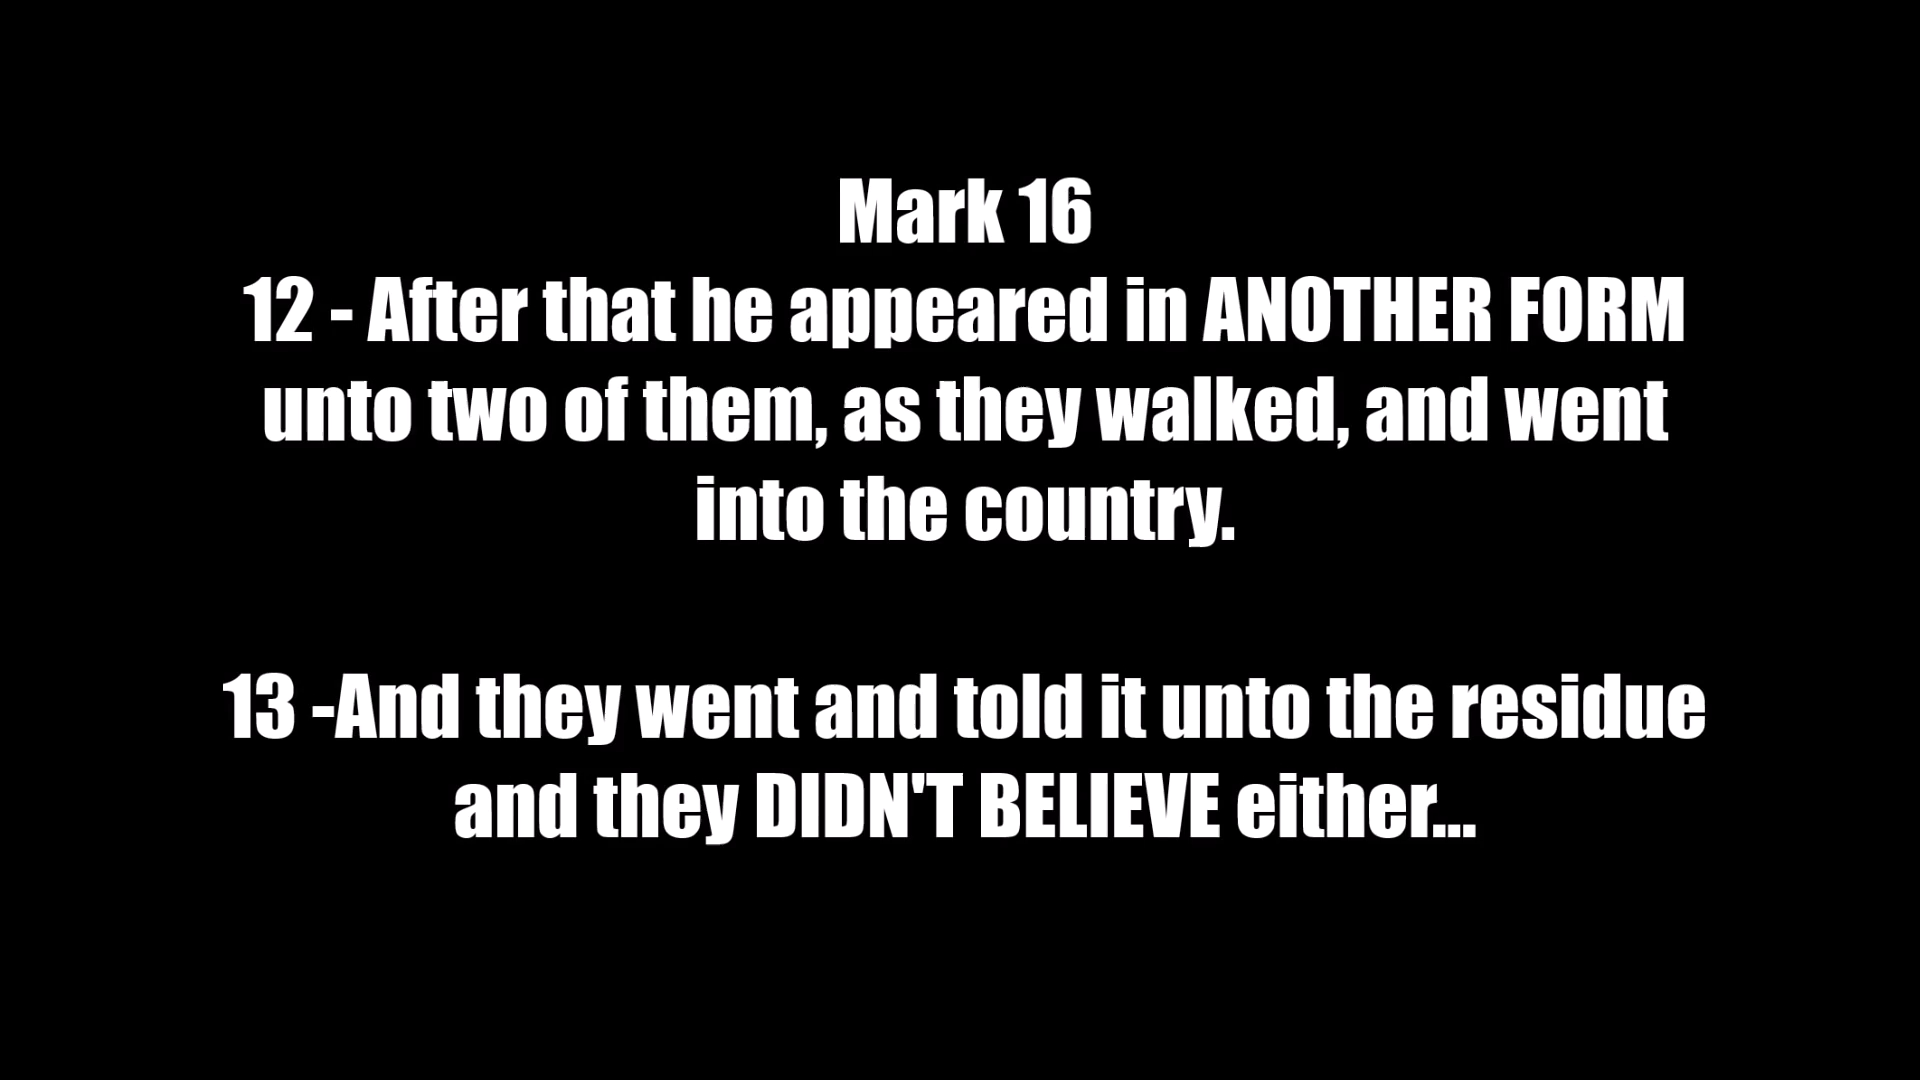 Mark 16
12 - After that he appeared in ANOTHER FORM
unto two of them, as they walked, and went
into the country.
13 -And they went and told it unto the residue
and they DIDN'T BELIEVE either...